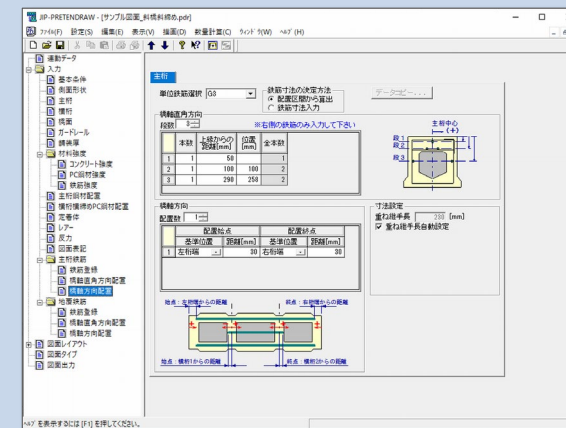 JIP-PRETENDRAW - [サンプル図面_斜橋斜締め.pdr]
ファイル(F) 設定(S) 編集(E) 表示(V) 描画(D) 数量計算(C) ウィンドウ(W) ヘルプ(H)
連動データ
入力
基本条件
側面形状
主桁
横桁
橋面
ガードレール
舗装厚
材料強度
コンクリート強度
PC鋼材強度
鉄筋強度
主桁鋼材配置
横桁横締めPC鋼材配置
定着体
レアー
反力
図面表記
主桁鉄筋
鉄筋登録
橋軸直角方向配置
橋軸方向配置
地覆鉄筋
鉄筋登録
橋軸直角方向配置
橋軸方向配置
図面レイアウト
図面タイプ
図面出力
主桁
単位鉄筋選択 G3
鉄筋寸法の決定方法
配置区間から算出
鉄筋寸法入力
データコピー...
橋軸直角方向
段数 3
※右側の鉄筋のみ入力して下さい
本数 上縁からの距離[mm] 位置[mm] 全本数
1 1 50 1
2 1 100 100 2
3 1 290 258 2
主桁中心
(+)
段1
段2
段3
橋軸方向
配置数 1
配置始点 配置終点
基準位置 距離[mm] 基準位置 距離[mm]
1 左桁端 30 右桁端 30
寸法設定
重ね継手長 280 [mm]
重ね継手長自動設定
始点：左桁端からの距離 終点：右桁端からの距離
始点：横桁1からの距離 終点：横桁2からの距離
ヘルプを表示するには [F1] を押してください。